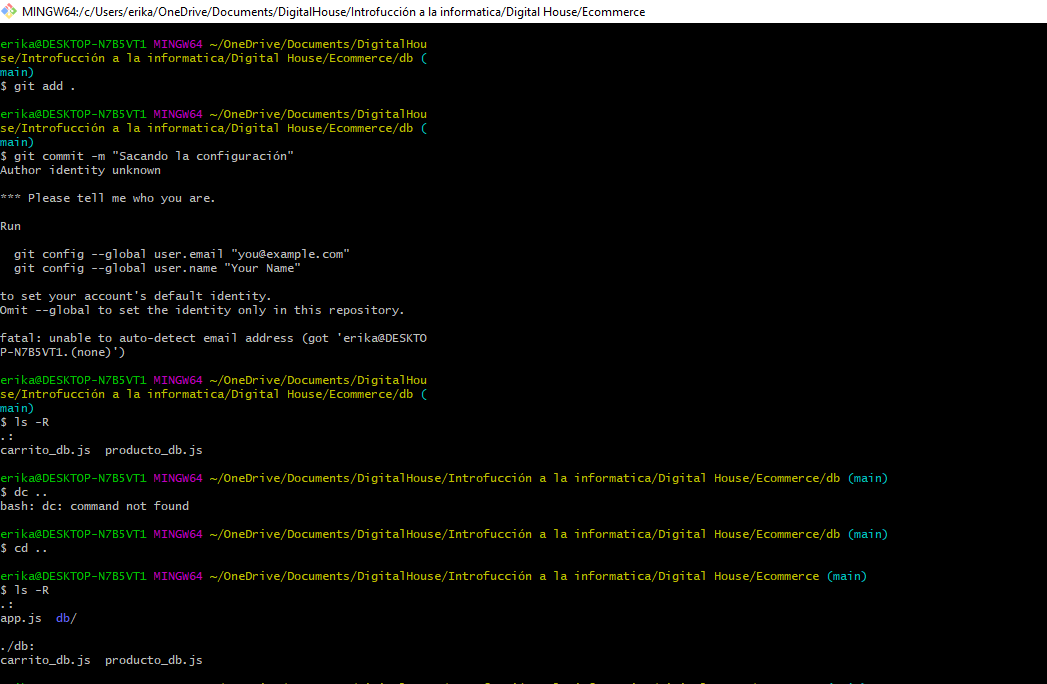 MINGW64:/c/Users/erika/OneDrive/Documents/DigitalHouse/Introfucción a la informatica/Digital House/Ecommerce
erika@DESKTOP-N7B5VT1 MINGW64 ~/OneDrive/Documents/DigitalHou
se/Introfucción a la informatica/Digital House/Ecommerce/db (
main)
$ git add .
erika@DESKTOP-N7B5VT1 MINGW64 ~/OneDrive/Documents/DigitalHou
se/Introfucción a la informatica/Digital House/Ecommerce/db (
main)
$ git commit -m "Sacando la configuración"
Author identity unknown
*** Please tell me who you are.
Run
git config --global user.email "you@example.com"
git config --global user.name "Your Name"
to set your account's default identity.
Omit --global to set the identity only in this repository.
fatal: unable to auto-detect email address (got 'erika@DESKTO
P-N7B5VT1.(none)')
erika@DESKTOP-N7B5VT1 MINGW64 ~/OneDrive/Documents/DigitalHou
se/Introfucción a la informatica/Digital House/Ecommerce/db (
main)
$ ls -R
.:
carrito_db.js  producto_db.js
erika@DESKTOP-N7B5VT1 MINGW64 ~/OneDrive/Documents/DigitalHouse/Introfucción a la informatica/Digital House/Ecommerce/db (main)
$ dc ..
bash: dc: command not found
erika@DESKTOP-N7B5VT1 MINGW64 ~/OneDrive/Documents/DigitalHouse/Introfucción a la informatica/Digital House/Ecommerce/db (main)
$ cd ..
erika@DESKTOP-N7B5VT1 MINGW64 ~/OneDrive/Documents/DigitalHouse/Introfucción a la informatica/Digital House/Ecommerce (main)
$ ls -R
.:
app.js  db/
./db:
carrito_db.js  producto_db.js